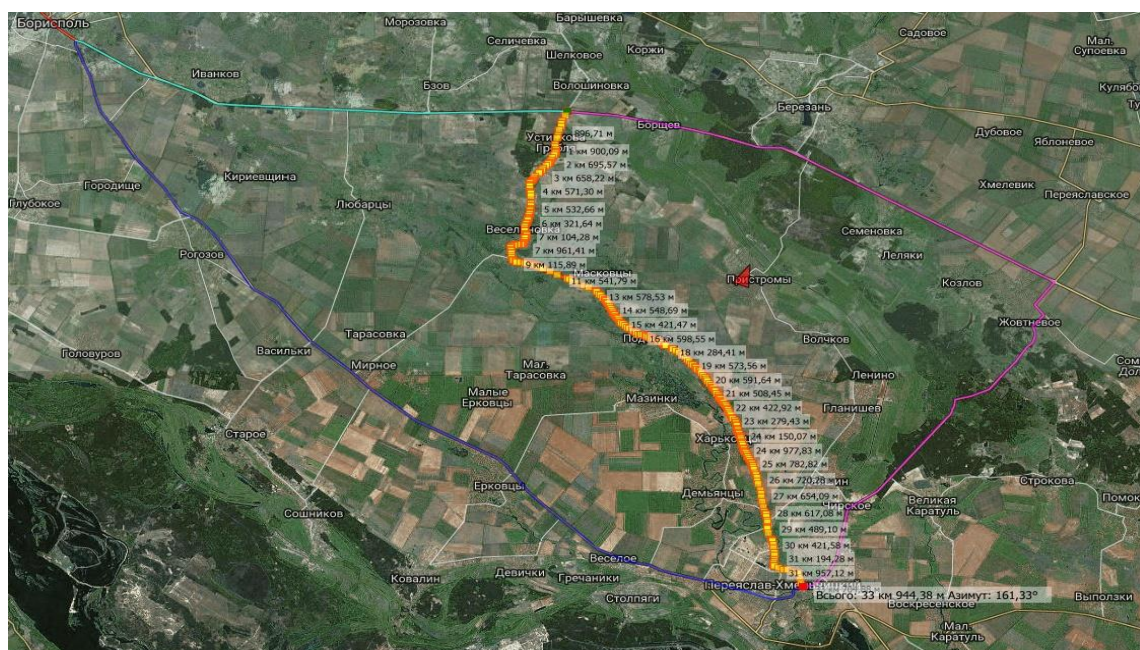 Борисполь
Морозовка
Барышевка
Садовое
Селичевка
Коржи
Мал.
Супоевка
Шелковое
Иванков
Бзов
Волошиновка
Березань
896,71 м
Борщев
Дубовое
Яблоневое
1 км 900,09 м
2 км 695,57 м
Кириевщина
3 км 658,22 м
Хмелевик
Городище
4 км 571,30 м
Переяславское
Глубокое
Любарцы
5 км 532,66 м
6 км 321,64 м
Семеновка
7 км 104,28 м
Рогозов
7 км 961,41 м
Леляки
9 км 115,89 м
Масковцы
11 км 541,79 м
Пристромы
Козлов
13 км 578,53 м
14 км 548,69 м
15 км 421,47 м
Жовтневое
Тарасовка
16 км 598,55 м
Волчков
Головуров
Васильки
18 км 284,41 м
Мирное
Мал.
Тарасовка
19 км 573,56 м
Ленино
20 км 591,64 м
Малые
Ерковцы
Мазинки
21 км 508,45 м
22 км 422,92 м
Гланишев
23 км 279,43 м
Старое
24 км 150,07 м
24 км 977,83 м
25 км 782,82 м
Ерковцы
Демьянцы
Строкова
27 км 654,09 м
Великая
Каратуль
Сошников
28 км 617,08 м
29 км 489,10 м
30 км 421,58 м
Веселое
31 км 194,28 м
Ковалин
Девички
Гречаники
31 км 957,12 м
Столпяги
Всього: 33 км 944,38 м Азимут: 161,33°
Воскресенское
Выползки
Мал.
Каратуль